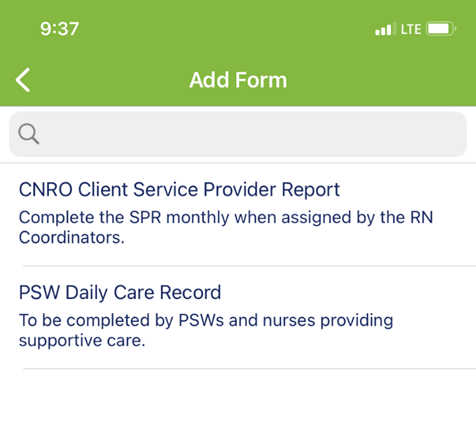 9:37
LTE
Add Form
CNRO Client Service Provider Report
Complete the SPR monthly when assigned by the RN
Coordinators.
PSW Daily Care Record
To be completed by PSWs and nurses providing
supportive care.